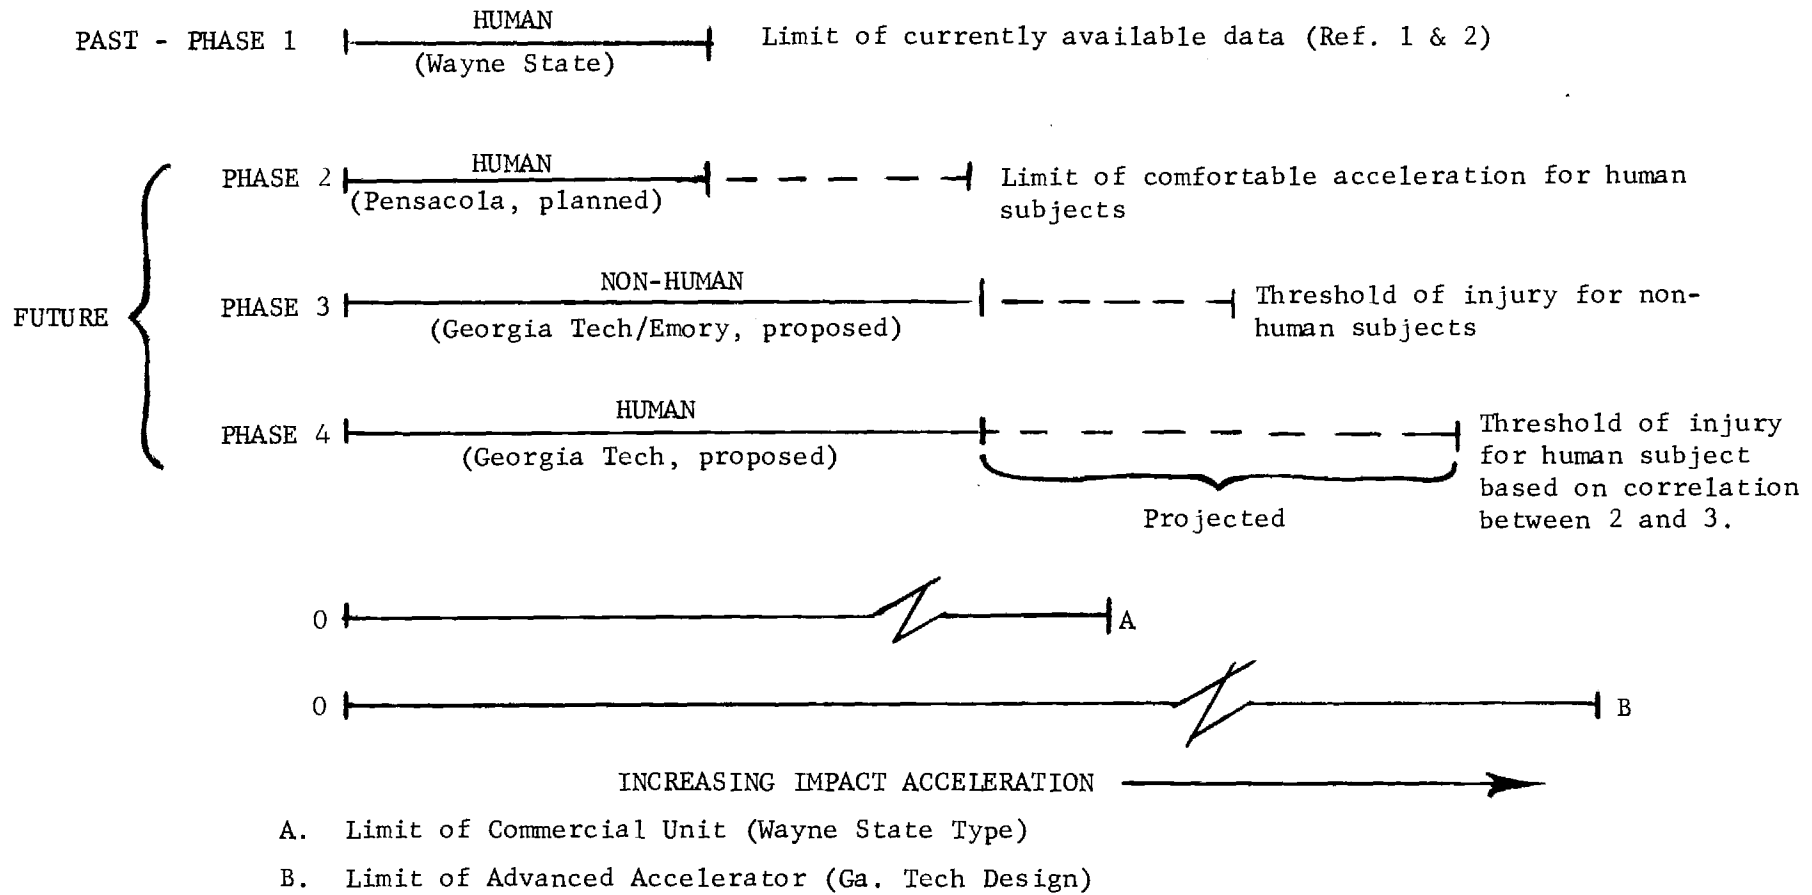 HUMAN
PAST - PHASE 1
(Wayne State)
Limit of currently available data (Ref. 1 & 2)
FUTURE
PHASE 2
HUMAN
(Pensacola, planned)
Limit of comfortable acceleration for human
subjects
PHASE 3
NON-HUMAN
(Georgia Tech/Emory, proposed)
Threshold of injury for non-
human subjects
PHASE 4
HUMAN
(Georgia Tech, proposed)
Projected
Threshold of injury
for human subject
based on correlation
between 2 and 3.
0
A
0
B
INCREASING IMPACT ACCELERATION
A. Limit of Commercial Unit (Wayne State Type)
B. Limit of Advanced Accelerator (Ga. Tech Design)